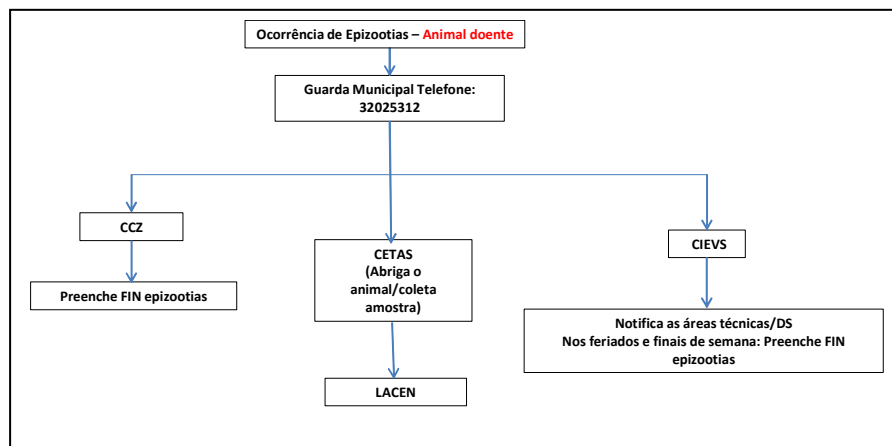 Ocorrência de Epizootias – Animal doente
Guarda Municipal Telefone:
32025312
CCZ
Preenche FIN epizootias
CETAS
(Abriga o
animal/coleta
amostra)
LACEN
CIEVS
Notifica as áreas técnicas/DS
Nos feriados e finais de semana: Preenche FIN
epizootias